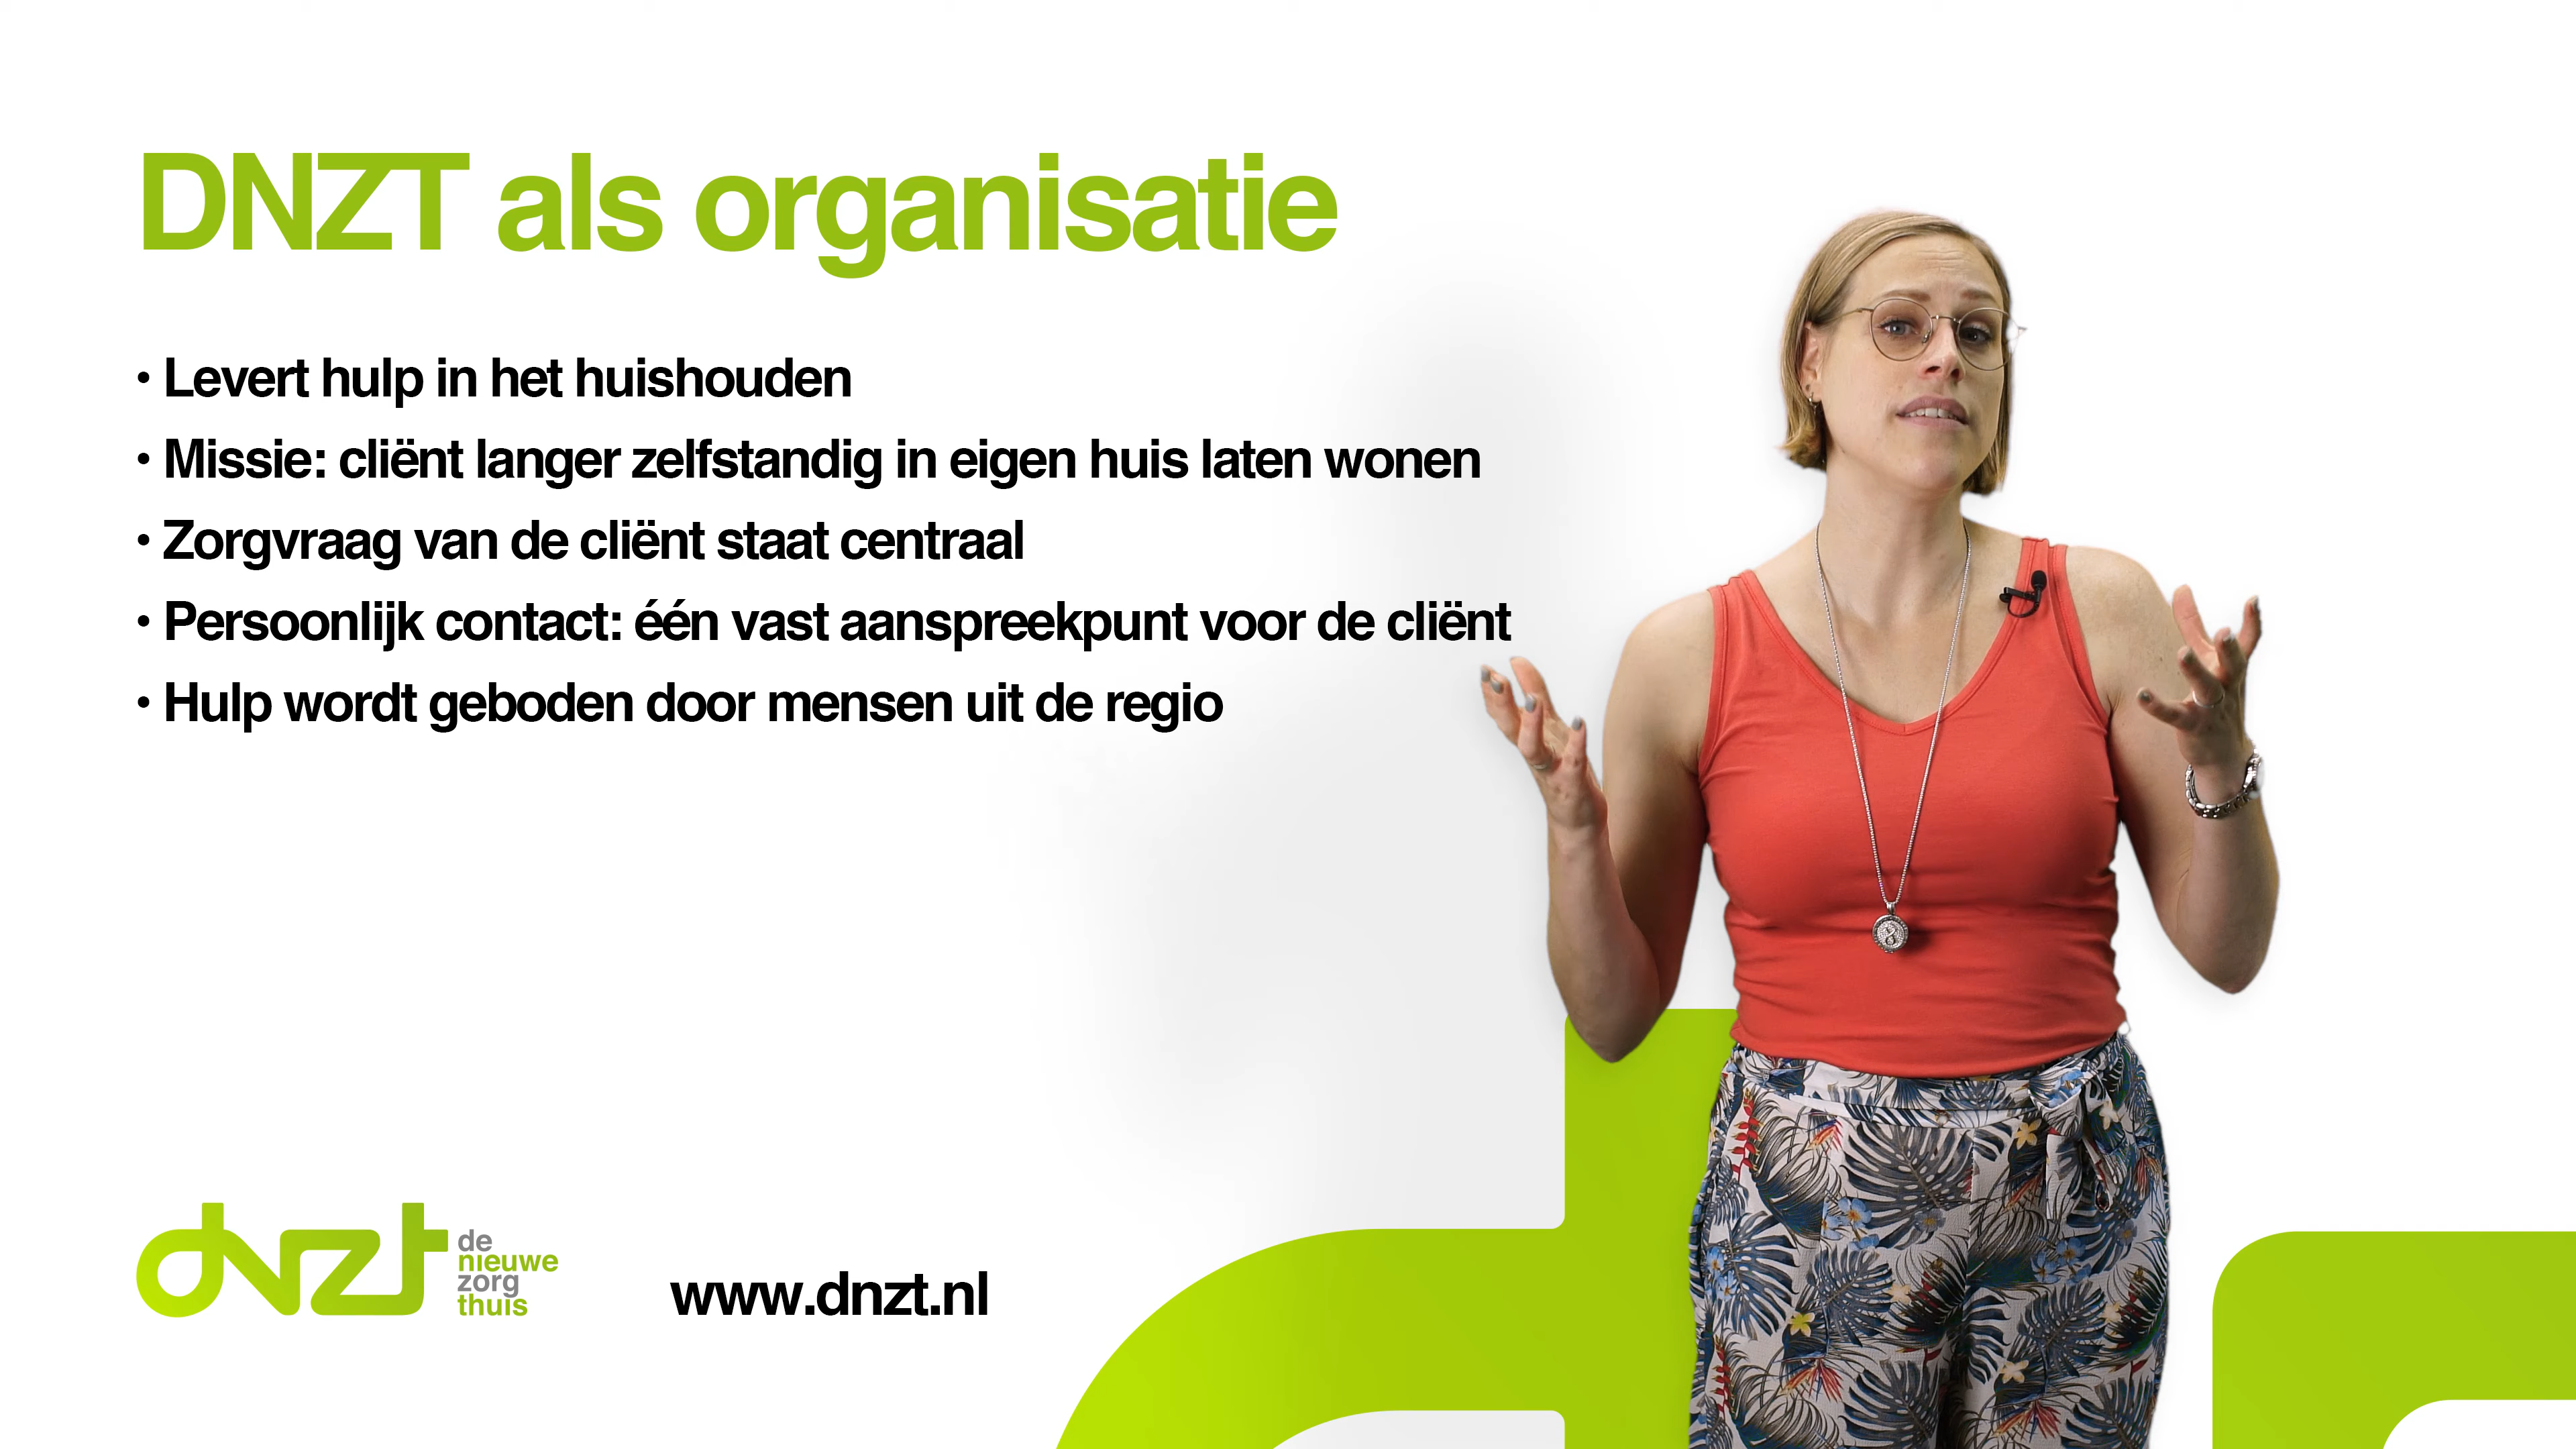 DNZT als organisatie
• Levert hulp in het huishouden
• Missie: cliënt langer zelfstandig in eigen huis laten wonen
• Zorgvraag van de cliënt staat centraal
• Persoonlijk contact: één vast aanspreekpunt voor de cliënt
• Hulp wordt geboden door mensen uit de regio
dnzt
de
nieuwe
zorg
thuis
www.dnzt.nl